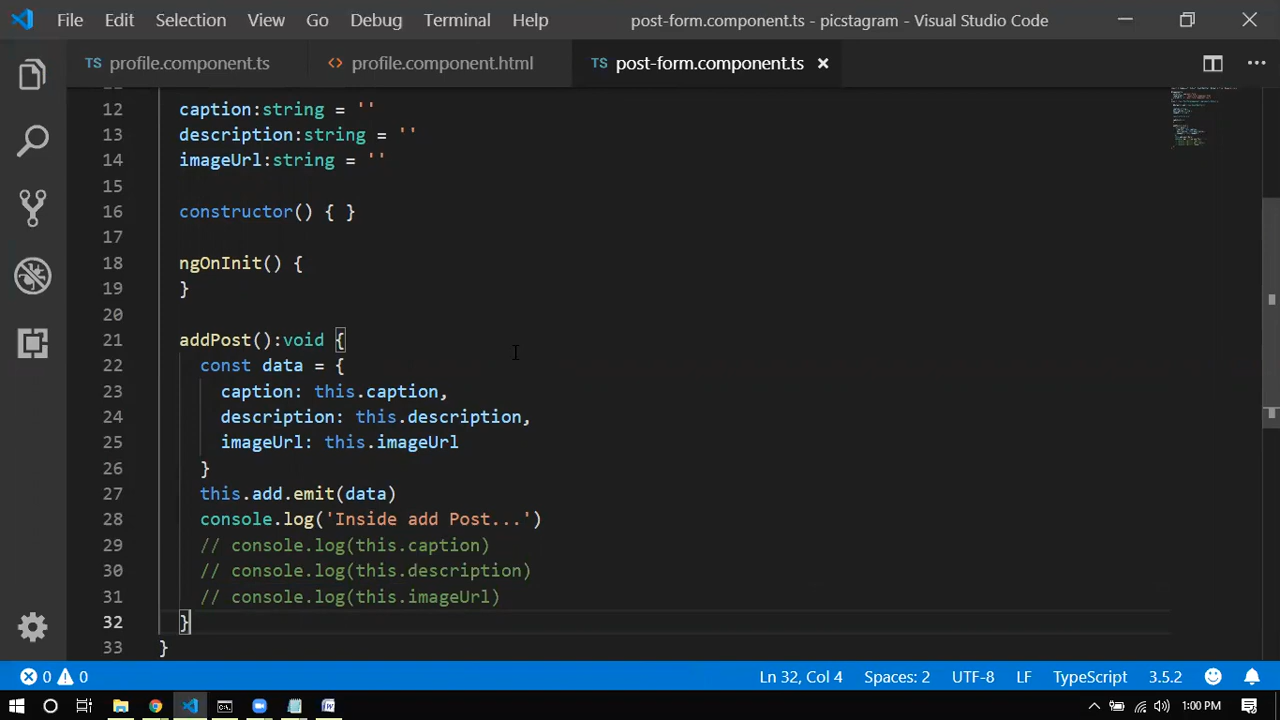 File Edit Selection View Go Debug Terminal Help post-form.component.ts - picstagram - Visual Studio Code
TS profile.component.ts <> profile.component.html TS post-form.component.ts
12 caption:string = ''
13 description:string = ''
14 imageUrl:string = ''
15
16 constructor() { }
17
18 ngOnInit() {
19 }
20
21 addPost():void {
22 const data = {
23 caption: this.caption,
24 description: this.description,
25 imageUrl: this.imageUrl
26 }
27 this.add.emit(data)
28 console.log('Inside add Post...')
29 // console.log(this.caption)
30 // console.log(this.description)
31 // console.log(this.imageUrl)
32 }
33 }
0 0 Ln 32, Col 4 Spaces: 2 UTF-8 LF TypeScript 3.5.2
1:00 PM